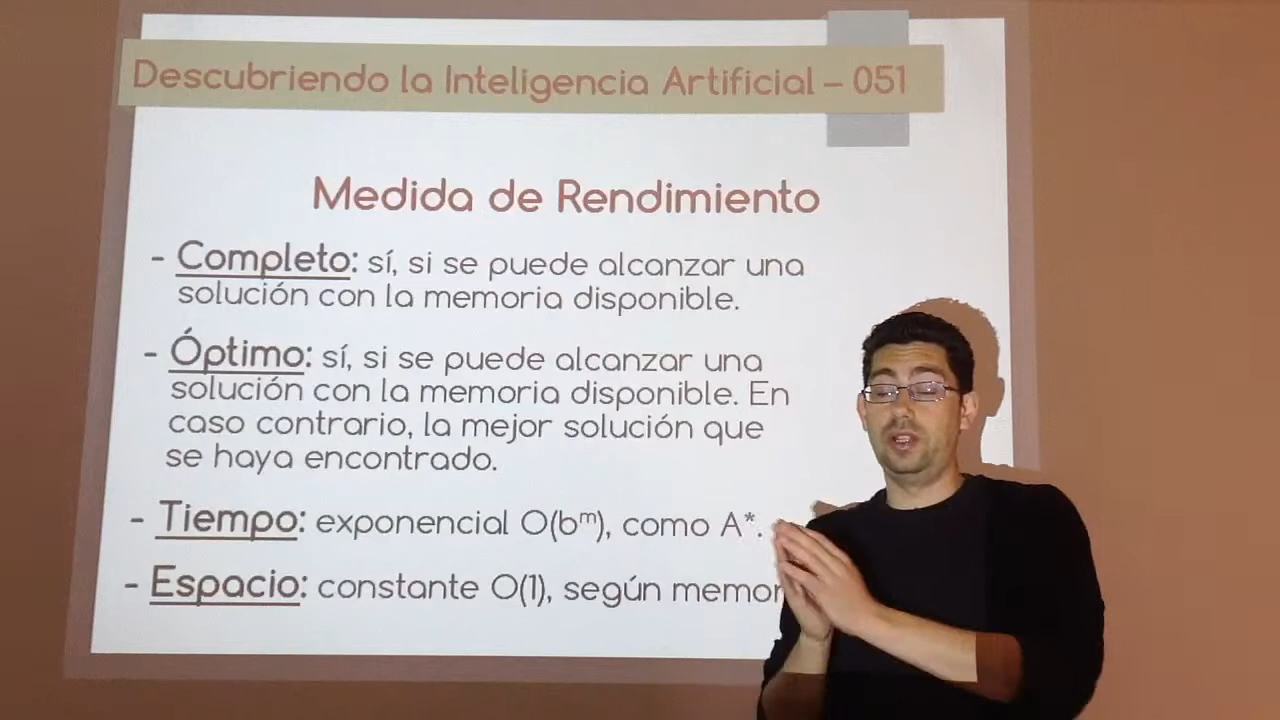 Descubriendo la Inteligencia Artificial – 051
Medida de Rendimiento
- Completo: sí, si se puede alcanzar una
solución con la memoria disponible.
- Óptimo: sí, si se puede alcanzar una
solución con la memoria disponible. En
caso contrario, la mejor solución que
se haya encontrado.
- Tiempo: exponencial O(bᵐ), como A*.
- Espacio: constante O(1), según